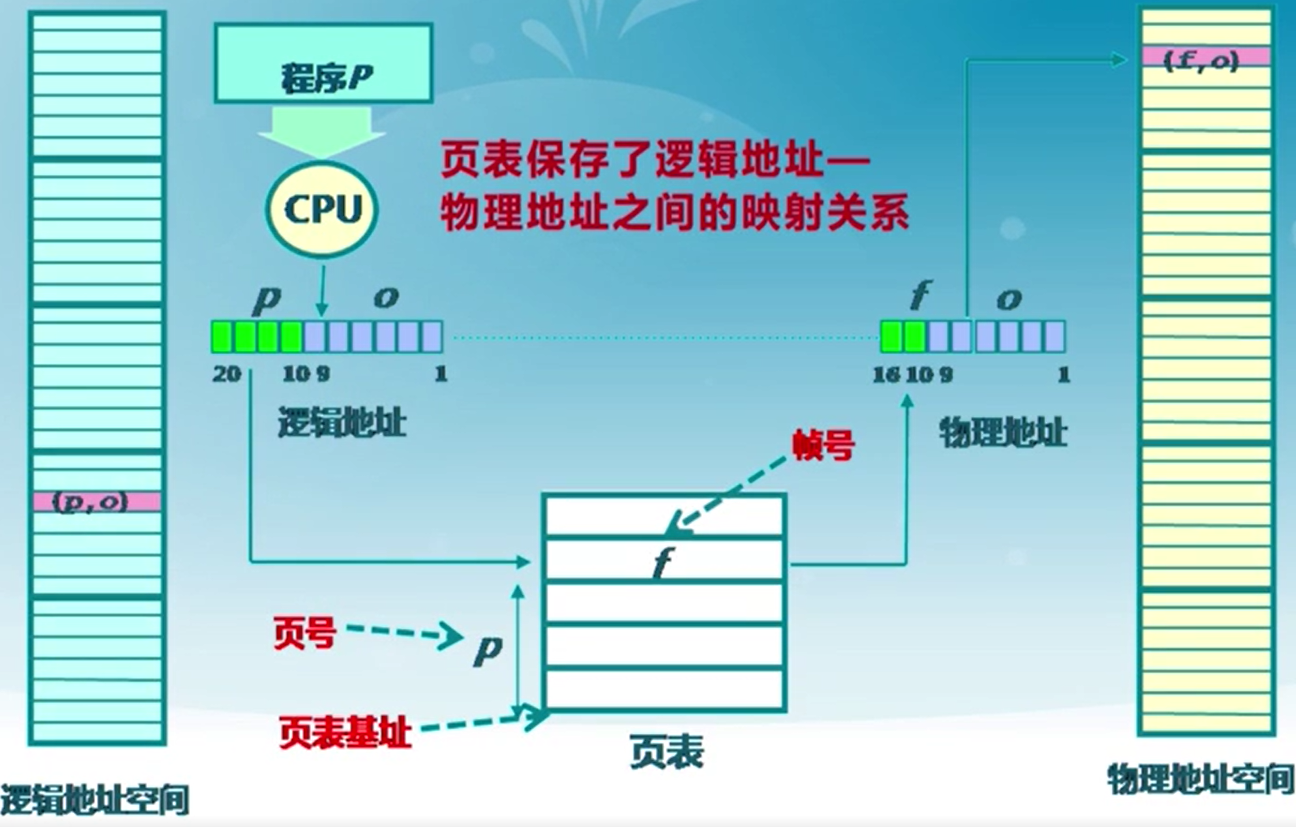 程序P
(f,o)
页表保存了逻辑地址—
物理地址之间的映射关系
CPU
p o
f o
20 10 9 1
16 10 9 1
逻辑地址
物理地址
帧号
(p,o)
f
页号
p
页表基址
页表
逻辑地址空间
物理地址空间